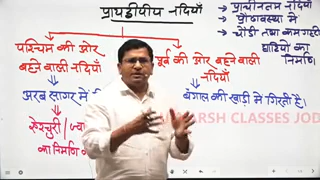 प्रायद्वीपीय नदियाँ
→ प्राचीनतम नदियाँ
→ प्रौढावस्था में
→ चौड़ी तथा कम गहरी
घाटियों का
निर्माण
पश्चिम की ओर
बहने वाली नदियाँ
पूर्व की ओर बहने वाली
नदियाँ
अरब सागर में
बंगाल की खाड़ी में गिरती है।
का निर्माण
CLASSES JOD